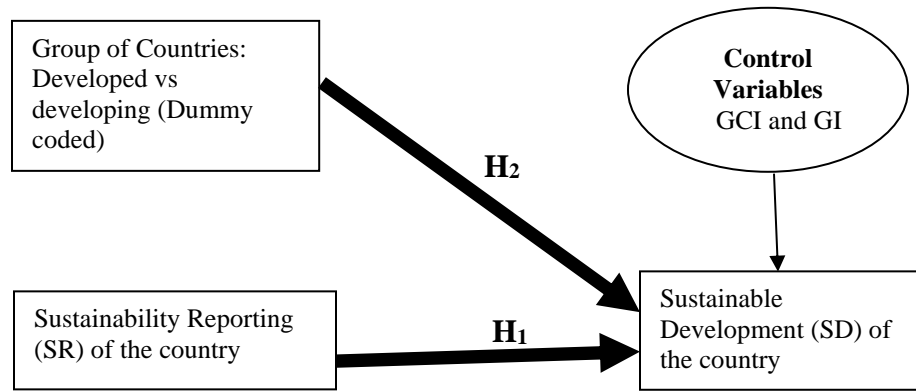 Group of Countries:
Developed vs
developing (Dummy
coded)
Control
Variables
GCI and GI
H2
Sustainability Reporting
(SR) of the country
H1
Sustainable
Development (SD) of
the country